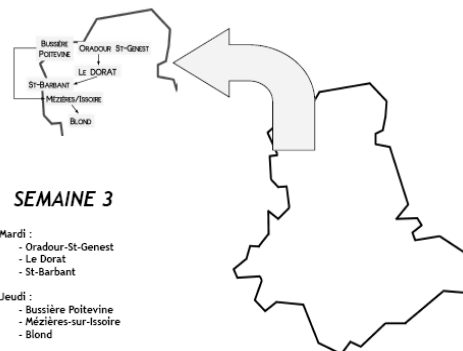 BUSSIÈRE
POITEVINE
ORADOUR ST-GENEST
LE DORAT
ST-BARBANT
MÉZIÈRES/ISSOIRE
BLOND
SEMAINE 3
Mardi :
- Oradour-St-Genest
- Le Dorat
- St-Barbant
Jeudi :
- Bussière Poitevine
- Mézières-sur-Issoire
- Blond